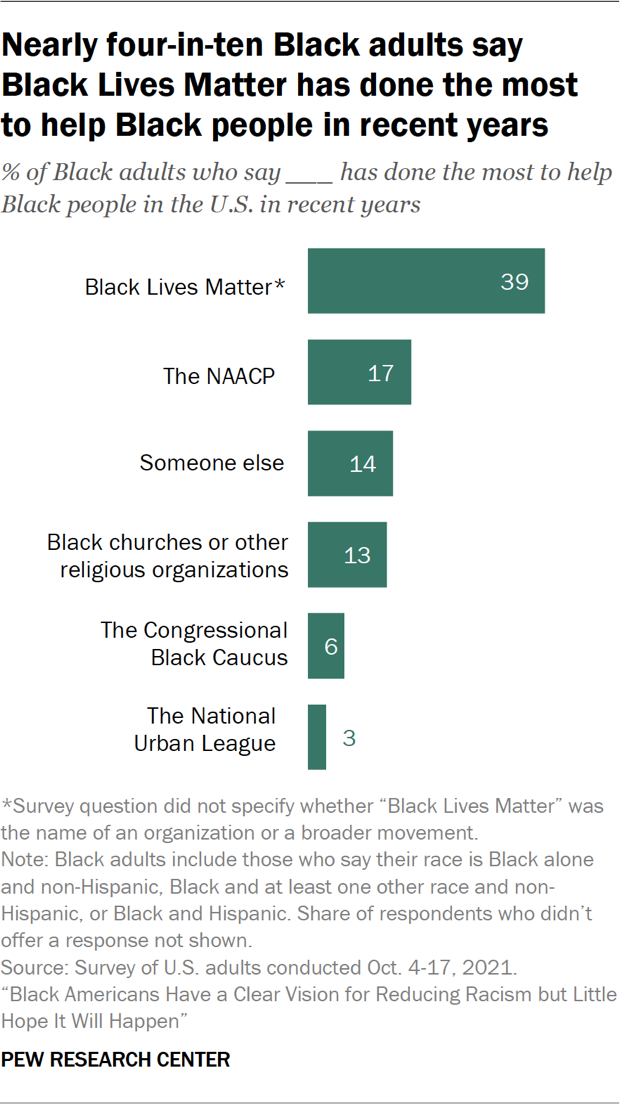 Nearly four-in-ten Black adults say
Black Lives Matter has done the most
to help Black people in recent years
% of Black adults who say ___ has done the most to help
Black people in the U.S. in recent years
Black Lives Matter*
39
The NAACP
17
Someone else
14
Black churches or other
religious organizations
13
The Congressional
Black Caucus
6
The National
Urban League
3
*Survey question did not specify whether “Black Lives Matter” was
the name of an organization or a broader movement.
Note: Black adults include those who say their race is Black alone
and non-Hispanic, Black and at least one other race and non-
Hispanic, or Black and Hispanic. Share of respondents who didn’t
offer a response not shown.
Source: Survey of U.S. adults conducted Oct. 4-17, 2021.
“Black Americans Have a Clear Vision for Reducing Racism but Little
Hope It Will Happen”
PEW RESEARCH CENTER